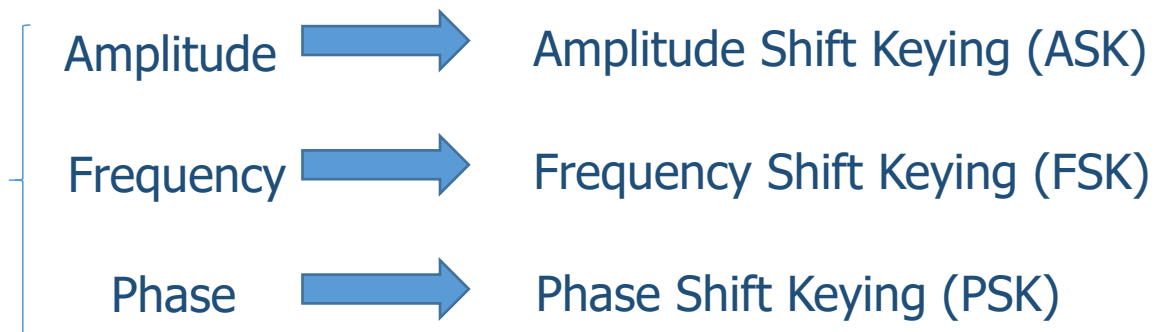 Amplitude Amplitude Shift Keying (ASK)
Frequency Frequency Shift Keying (FSK)
Phase Phase Shift Keying (PSK)